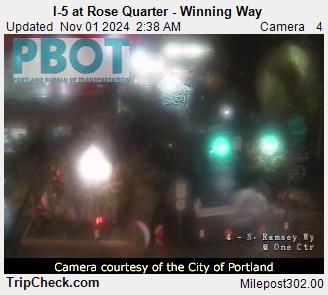 I-5 at Rose Quarter - Winning Way
Updated Nov 01 2024 2:38 AM Camera 4
PBOT
PORTLAND BUREAU OF TRANSPORTATION
4 - N. Ramsey Wy
@ One Ctr
Camera courtesy of the City of Portland
TripCheck.com Milepost302.00